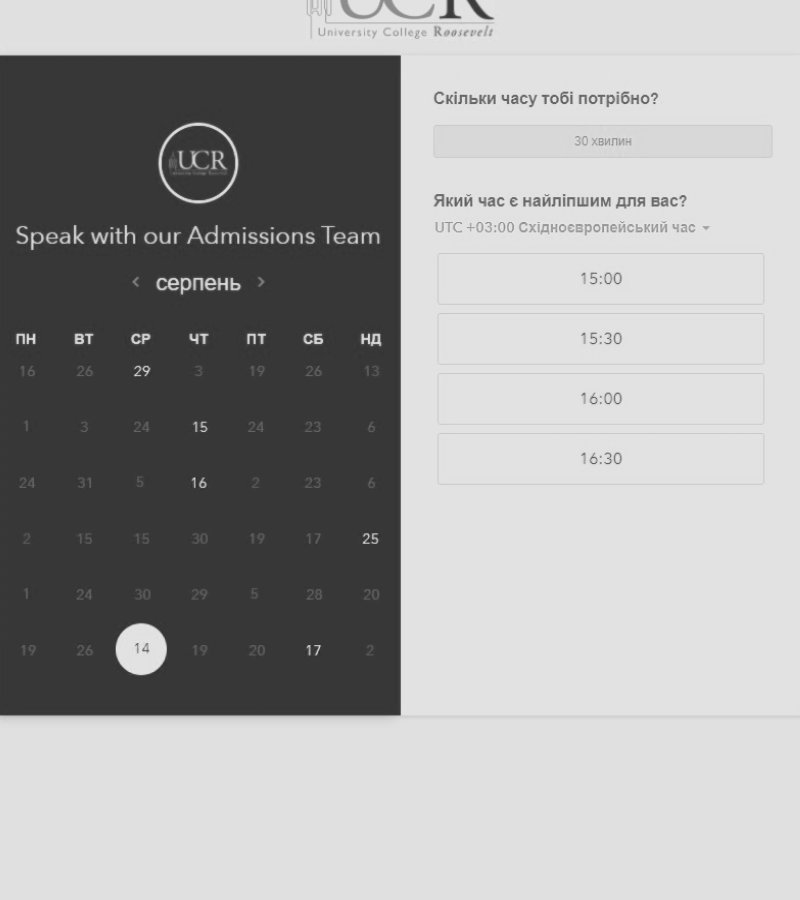 UCR
University College Roosevelt
UCR
University College Roosevelt
Speak with our Admissions Team
серпень
ПН ВТ СР ЧТ ПТ СБ НД
16 26 29 3 19 26 13
1 3 24 15 24 23 6
24 31 5 16 2 23 6
2 15 15 30 19 17 25
1 24 30 29 5 28 20
19 26 14 19 20 17 2
Скільки часу тобі потрібно?
30 хвилин
Який час є найліпшим для вас?
UTC +03:00 Східноєвропейський час
15:00
15:30
16:00
16:30